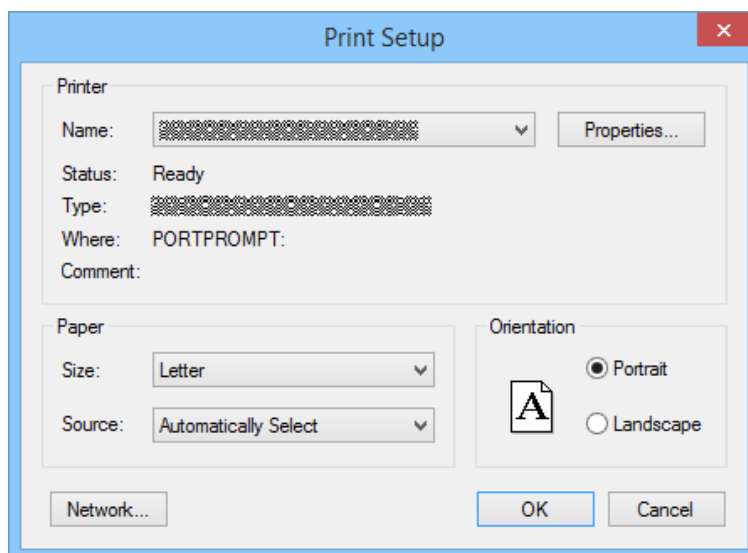 Print Setup
Printer
Name:
Properties...
Status: Ready
Type:
Where: PORTPROMPT:
Comment:
Paper
Size: Letter
Source: Automatically Select
Orientation
A
Portrait
Landscape
Network...
OK
Cancel